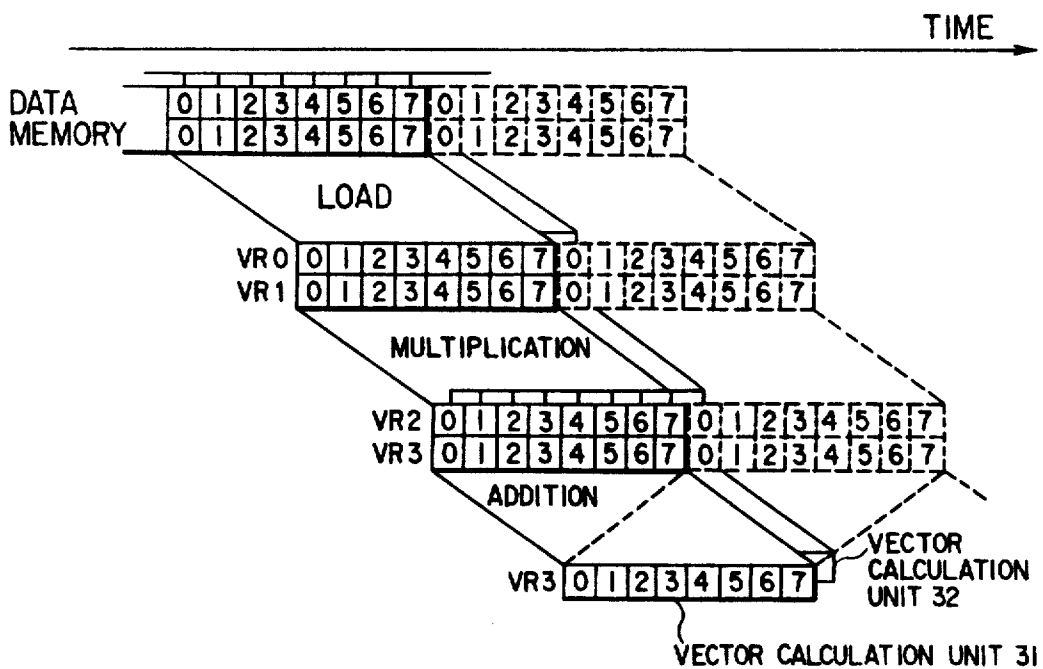 TIME
DATA MEMORY
0 1 2 3 4 5 6 7 0 1 2 3 4 5 6 7
0 1 2 3 4 5 6 7 0 1 2 3 4 5 6 7
LOAD
VR0 0 1 2 3 4 5 6 7 0 1 2 3 4 5 6 7
VR1 0 1 2 3 4 5 6 7 0 1 2 3 4 5 6 7
MULTIPLICATION
VR2 0 1 2 3 4 5 6 7 0 1 2 3 4 5 6 7
VR3 0 1 2 3 4 5 6 7 0 1 2 3 4 5 6 7
ADDITION
VECTOR
CALCULATION
UNIT 32
VR3 0 1 2 3 4 5 6 7
VECTOR CALCULATION UNIT 31